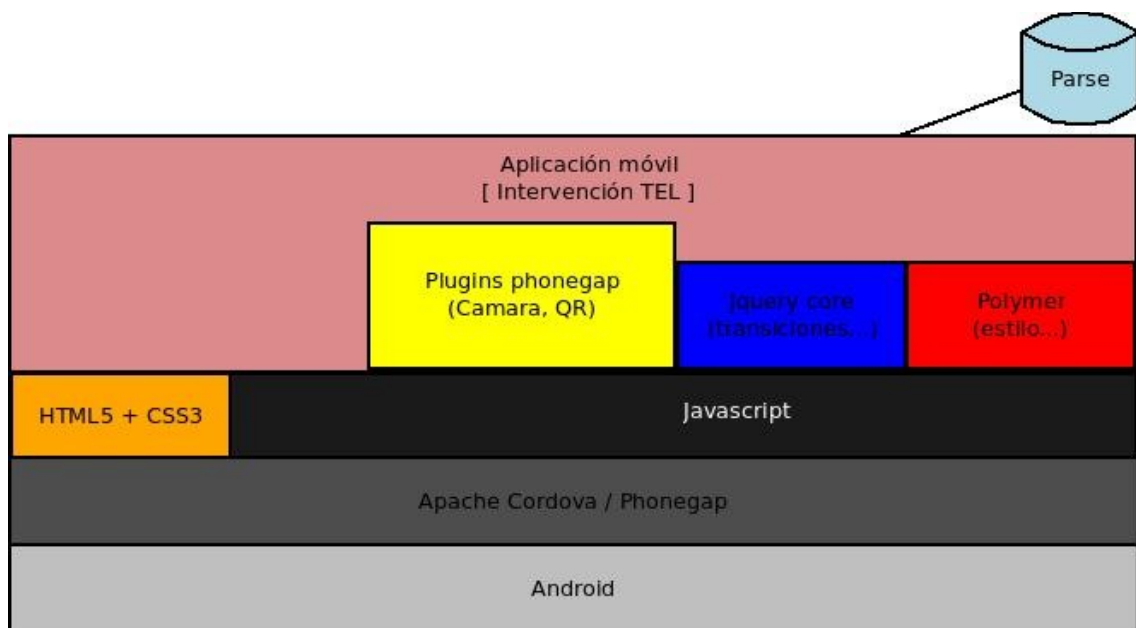 Parse
Aplicación móvil
[ Intervención TEL ]
Plugins phonegap
(Camara, QR)
Jquery core
(transiciones...)
Polymer
(estilo...)
HTML5 + CSS3
Javascript
Apache Cordova / Phonegap
Android